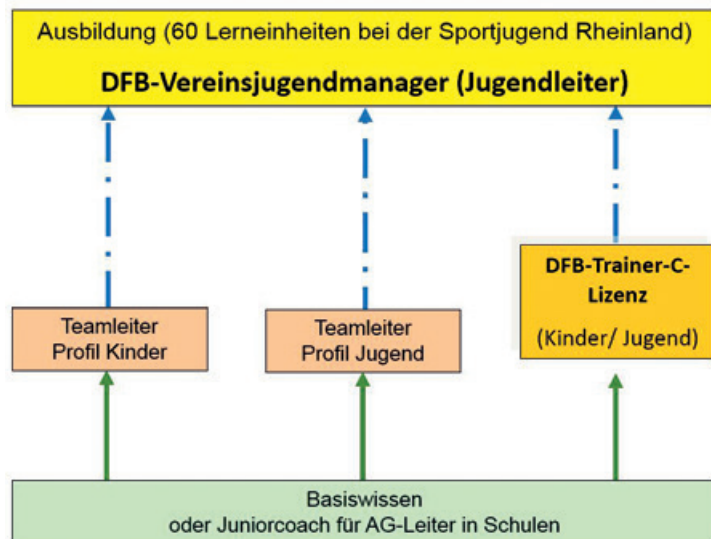 Ausbildung (60 Lerneinheiten bei der Sportjugend Rheinland)
DFB-Vereinsjugendmanager (Jugendleiter)
DFB-Trainer-C-
Lizenz
(Kinder/ Jugend)
Teamleiter
Profil Kinder
Teamleiter
Profil Jugend
Basiswissen
oder Juniorcoach für AG-Leiter in Schulen